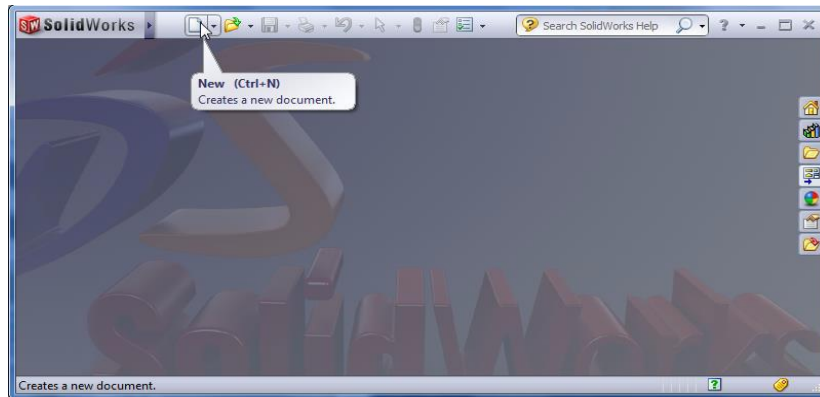 SolidWorks
Search SolidWorks Help
?
New (Ctrl+N)
Creates a new document.
SolidWorks
Creates a new document.
?